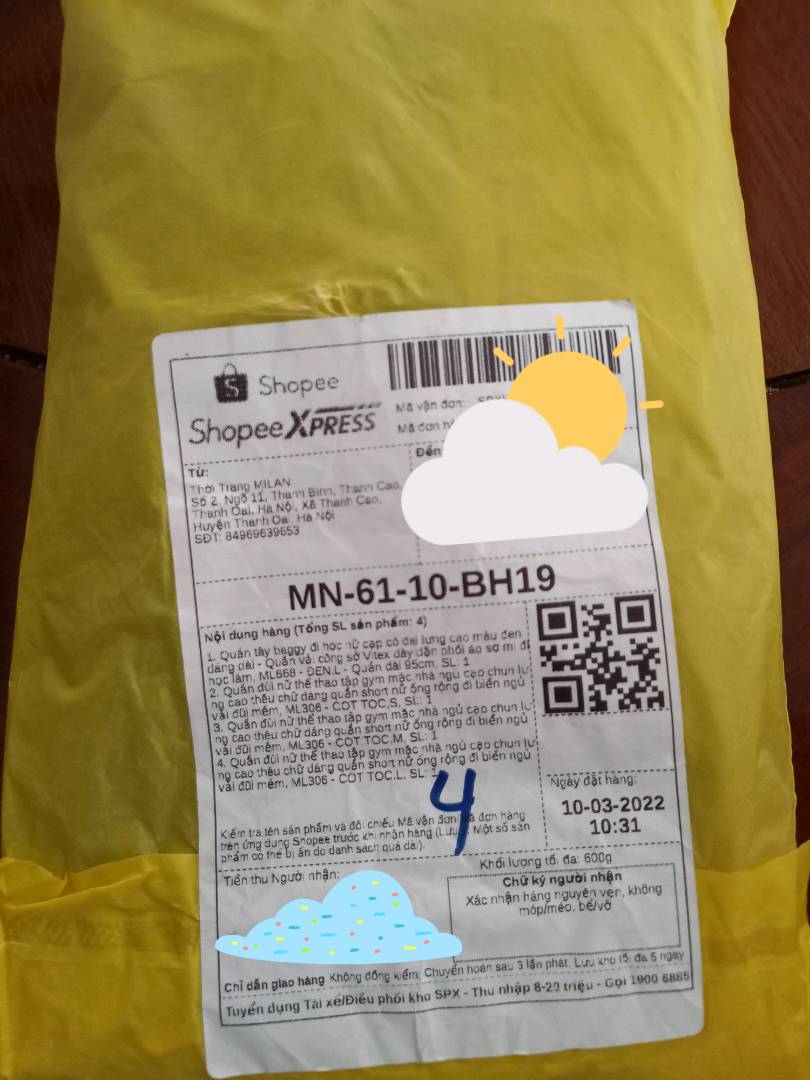 Shopee
Shopee XPRESS
Mã vận đơn:
Mã đơn
Từ:
Thời Trang MILAN
Số 2, Ngõ 11, Thanh Bình, Thanh Cao,
Thanh Oai, Hà Nội, Xã Thanh Cao,
Huyện Thanh Oai, Hà Nội
SĐT: 84969639653
Đến
MN-61-10-BH19
Nội dung hàng (Tổng SL sản phẩm: 4)
1. Quần tây baggy đi học nữ cạp có đai lưng cao màu đen
dáng dài - Quần vải công sở Vitex dày dặn phối áo sơ mi đi
học làm, ML668 - ĐEN,L - Quần dài 95cm, SL: 1
2. Quần đùi nữ thể thao tập gym mặc nhà ngủ cạp chun lư
ng cao thêu chữ dáng quần short nữ ống rộng đi biển ngủ
vải đũi mềm, ML306 - COT TOC,S, SL: 1
3. Quần đùi nữ thể thao tập gym mặc nhà ngủ cạp chun lư
ng cao thêu chữ dáng quần short nữ ống rộng đi biển ngủ
vải đũi mềm, ML306 - COT TOC,M, SL: 1
4. Quần đùi nữ thể thao tập gym mặc nhà ngủ cạp chun lư
ng cao thêu chữ dáng quần short nữ ống rộng đi biển ngủ
vải đũi mềm, ML306 - COT TOC,L, SL: 1
4
Kiểm tra tên sản phẩm và đối chiếu Mã vận đơn/Mã đơn hàng
trên ứng dụng Shopee trước khi nhận hàng (Lưu ý: Một số sản
phẩm có thể bị ẩn do danh sách quá dài).
Ngày đặt hàng:
10-03-2022
10:31
Khối lượng tối đa: 600g
Tiền thu Người nhận:
Chữ ký người nhận
Xác nhận hàng nguyên vẹn, không
móp/méo, bể/vỡ
Chỉ dẫn giao hàng Không đồng kiểm; Chuyển hoàn sau 3 lần phát; Lưu kho tối đa 5 ngày
Tuyển dụng Tài xế/Điều phối kho SPX - Thu nhập 8-20 triệu - Gọi 1900 6885